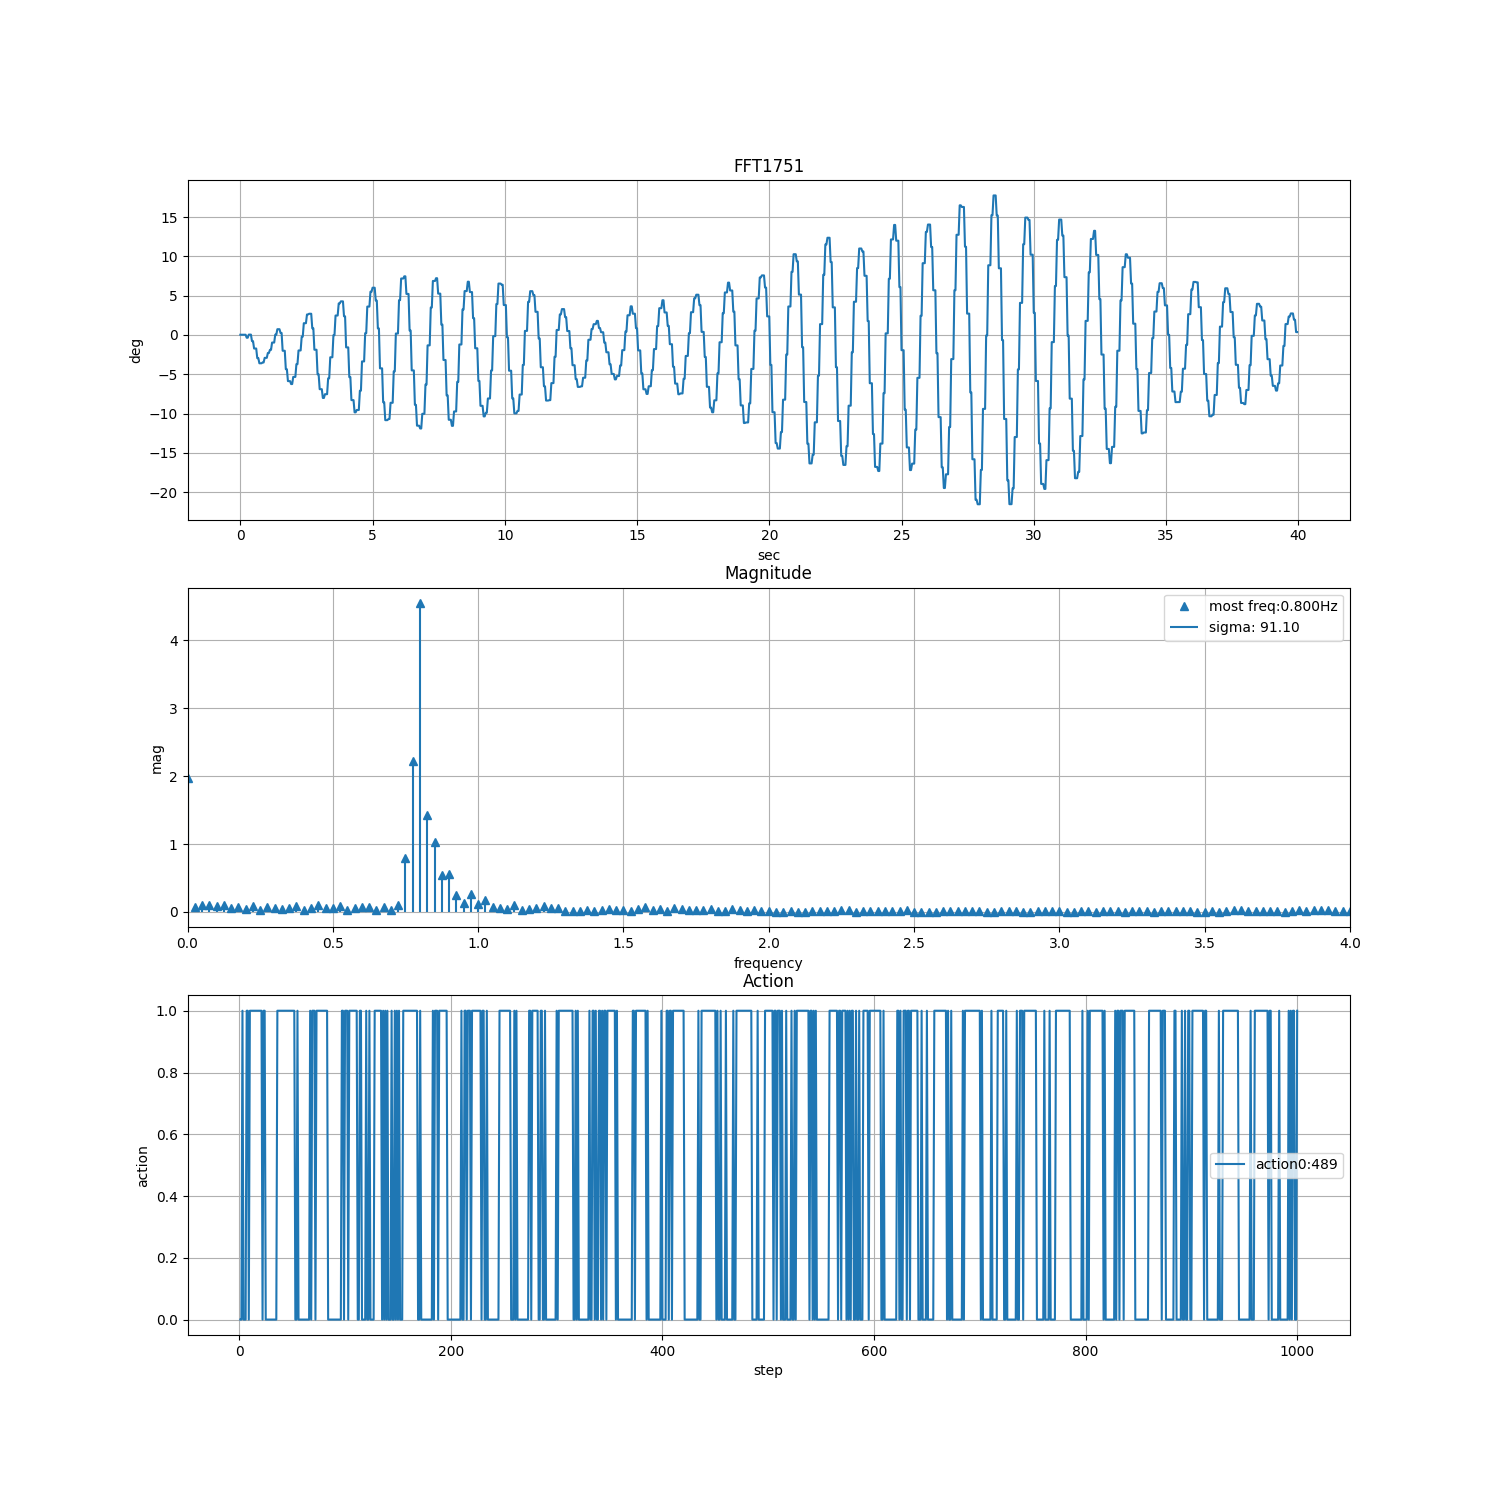 FFT1751
15
10
5
0
−5
−10
−15
−20
deg
0 5 10 15 20 25 30 35 40
sec
Magnitude
most freq:0.800Hz
sigma: 91.10
4
3
2
1
0
mag
0.0 0.5 1.0 1.5 2.0 2.5 3.0 3.5 4.0
frequency
Action
1.0
0.8
0.6
0.4
0.2
0.0
action
action0:489
0 200 400 600 800 1000
step